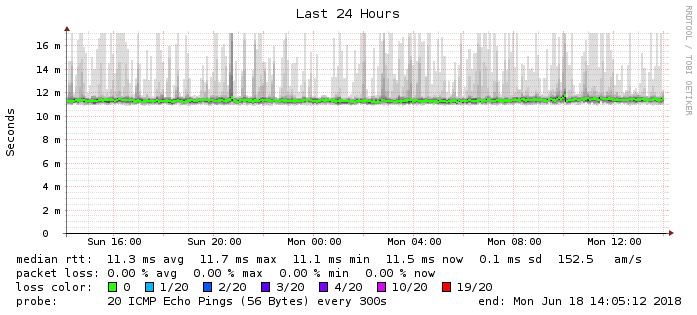 Last 24 Hours
RRDTOOL / TOBI OETIKER
Seconds
16 m
14 m
12 m
10 m
8 m
6 m
4 m
2 m
0
Sun 16:00 Sun 20:00 Mon 00:00 Mon 04:00 Mon 08:00 Mon 12:00
median rtt: 11.3 ms avg 11.7 ms max 11.1 ms min 11.5 ms now 0.1 ms sd 152.5 am/s
packet loss: 0.00 % avg 0.00 % max 0.00 % min 0.00 % now
loss color: 0 1/20 2/20 3/20 4/20 10/20 19/20
probe: 20 ICMP Echo Pings (56 Bytes) every 300s end: Mon Jun 18 14:05:12 2018